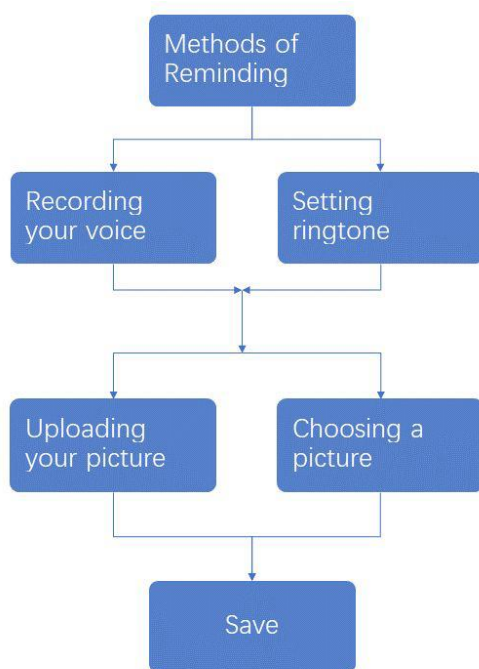 Methods of
Reminding
Recording
your voice
Setting
ringtone
Uploading
your picture
Choosing a
picture
Save